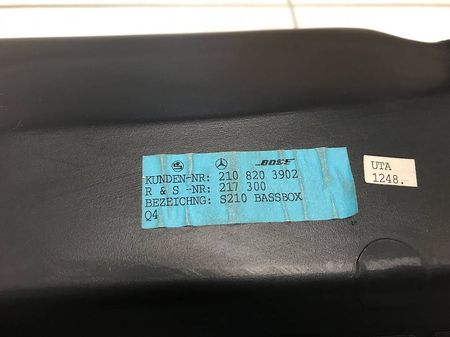 BOSE
KUNDEN-NR: 210 820 3902
R & S -NR: 217 300
BEZEICHNG: S210 BASSBOX
Q4
UTA
1248.